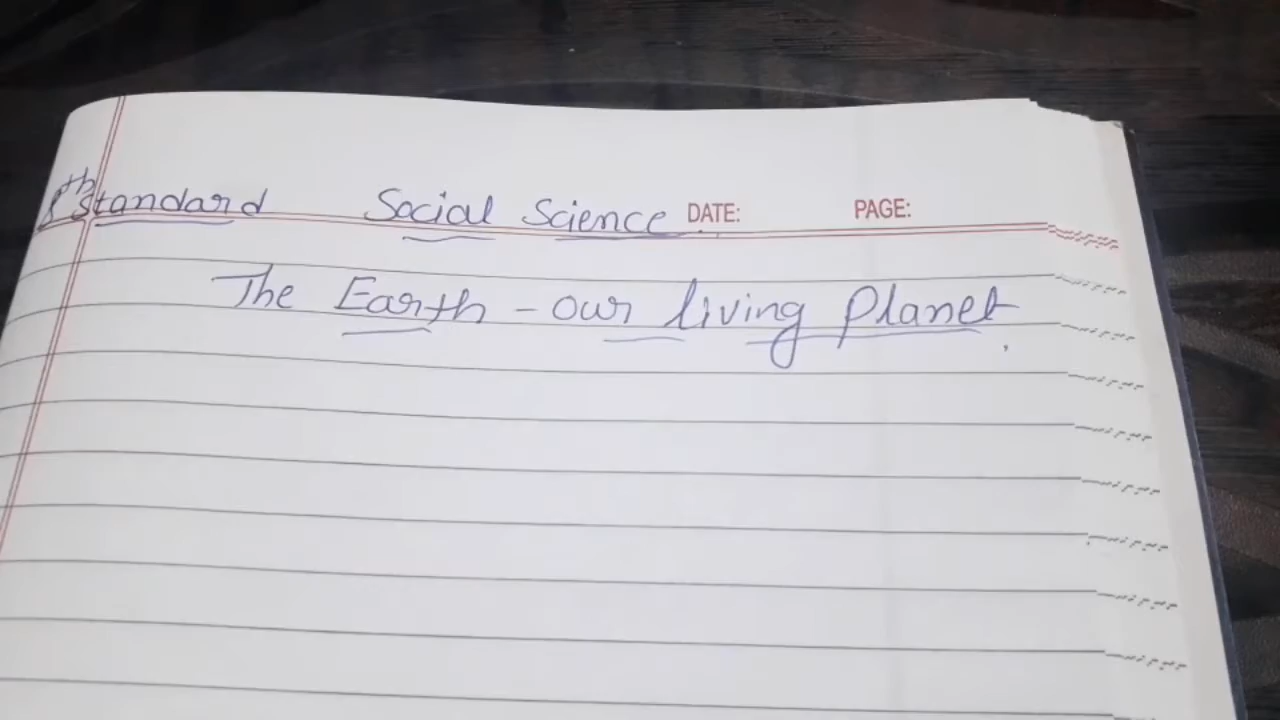 8th Standard Social Science DATE: PAGE:
The Earth - our living Planet